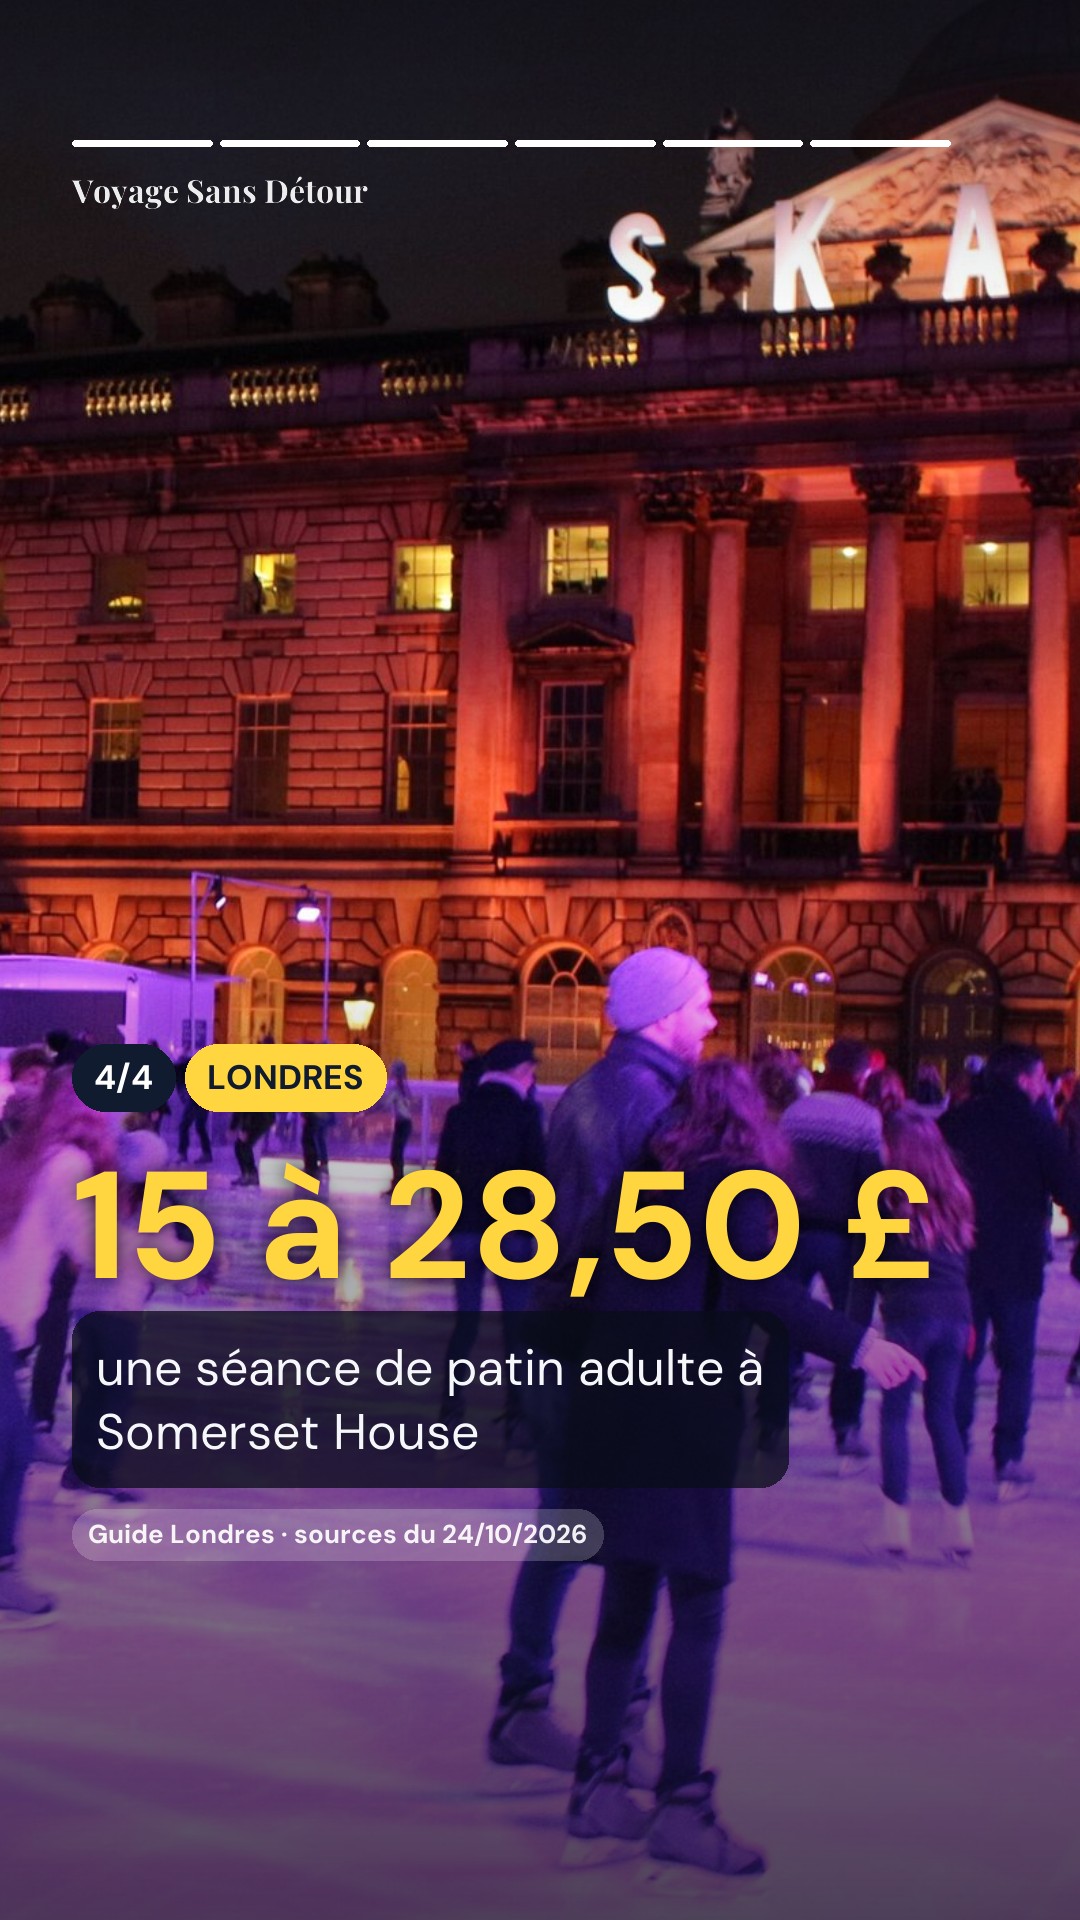 Voyage Sans Détour
S K A
4/4 LONDRES
15 à 28,50 £
une séance de patin adulte à
Somerset House
Guide Londres · sources du 24/10/2026